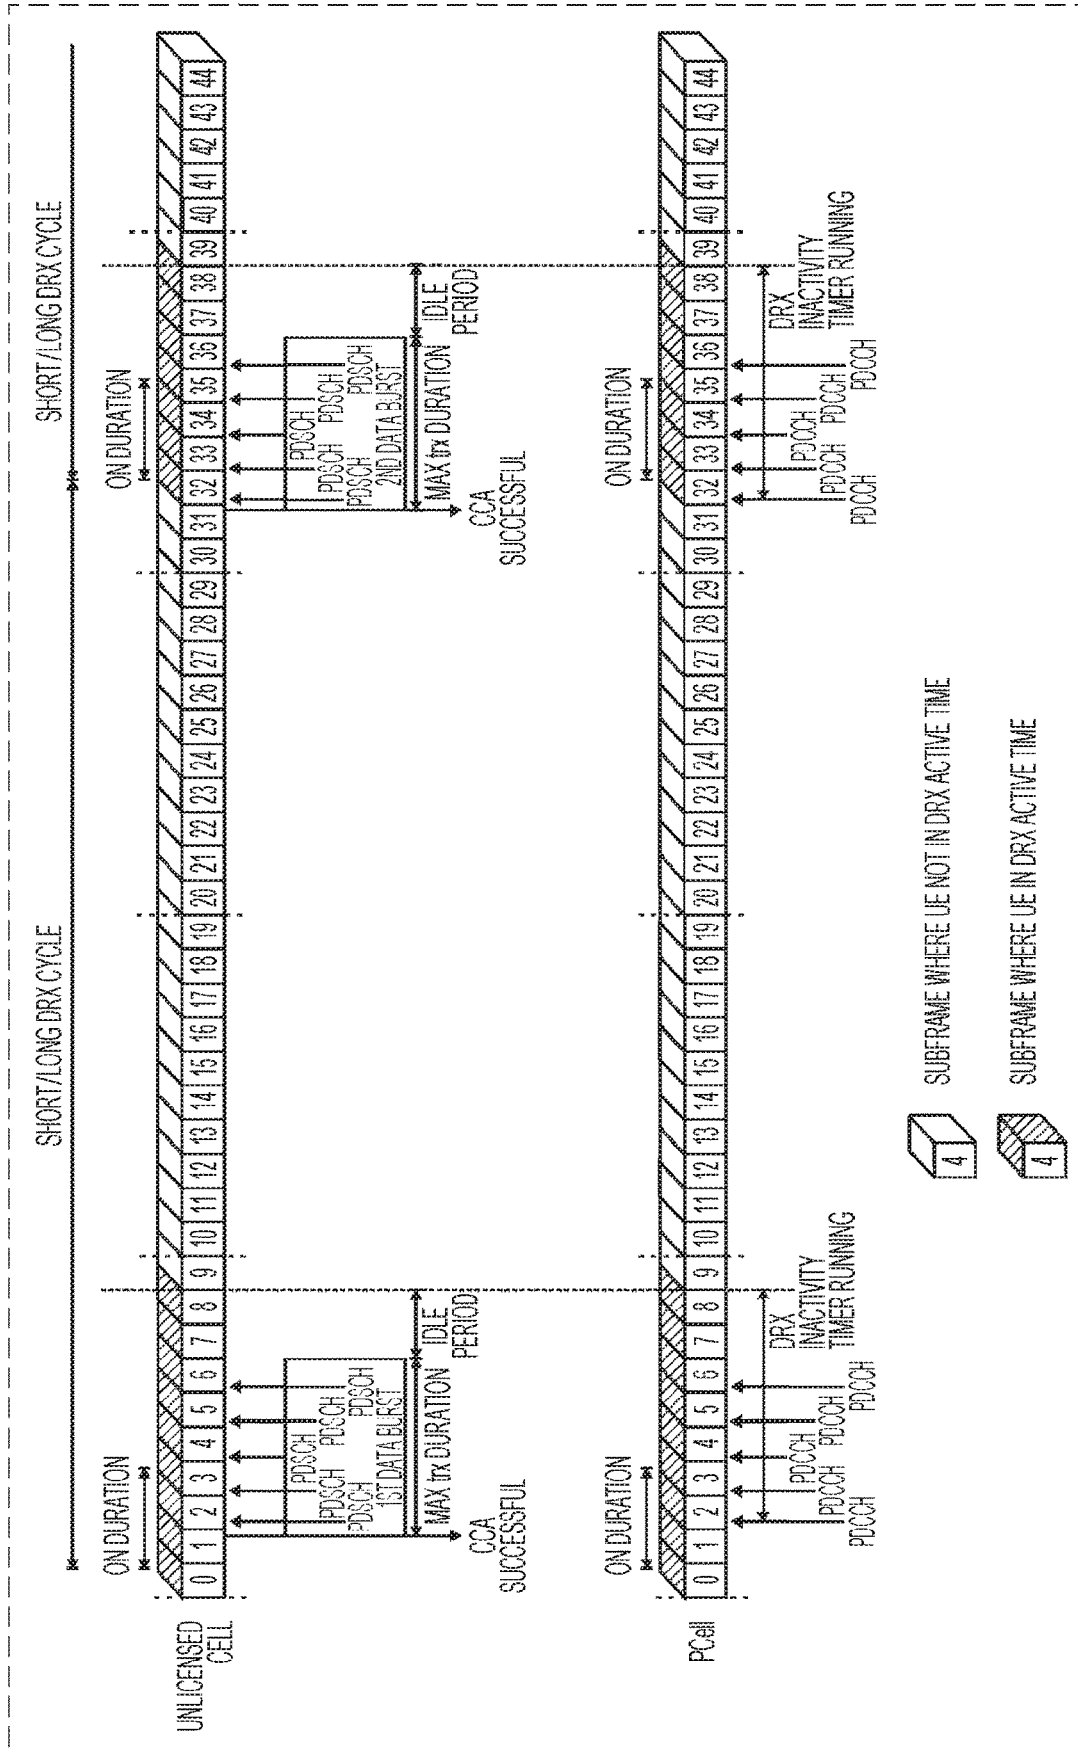 SHORT/LONG DRX CYCLE
SHORT/LONG DRX CYCLE
ON DURATION
ON DURATION
UNLICENSED
CELL
0 1 2 3 4 5 6 7 8 9 10 11 12 13 14 15 16 17 18 19 20 21 22 23 24 25 26 27 28 29 30 31 32 33 34 35 36 37 38 39 40 41 42 43 44
PDSCH
PDSCH PDSCH
PDSCH PDSCH
1ST DATA BURST
MAX trx DURATION
IDLE
PERIOD
CCA
SUCCESSFUL
PDSCH
PDSCH PDSCH
PDSCH PDSCH
2ND DATA BURST
MAX trx DURATION
IDLE
PERIOD
CCA
SUCCESSFUL
ON DURATION
ON DURATION
PCell
0 1 2 3 4 5 6 7 8 9 10 11 12 13 14 15 16 17 18 19 20 21 22 23 24 25 26 27 28 29 30 31 32 33 34 35 36 37 38 39 40 41 42 43 44
PDCCH
PDCCH PDCCH
PDCCH PDCCH
DRX
INACTIVITY
TIMER RUNNING
PDCCH
PDCCH PDCCH
PDCCH PDCCH
DRX
INACTIVITY
TIMER RUNNING
4 SUBFRAME WHERE UE NOT IN DRX ACTIVE TIME
4 SUBFRAME WHERE UE IN DRX ACTIVE TIME